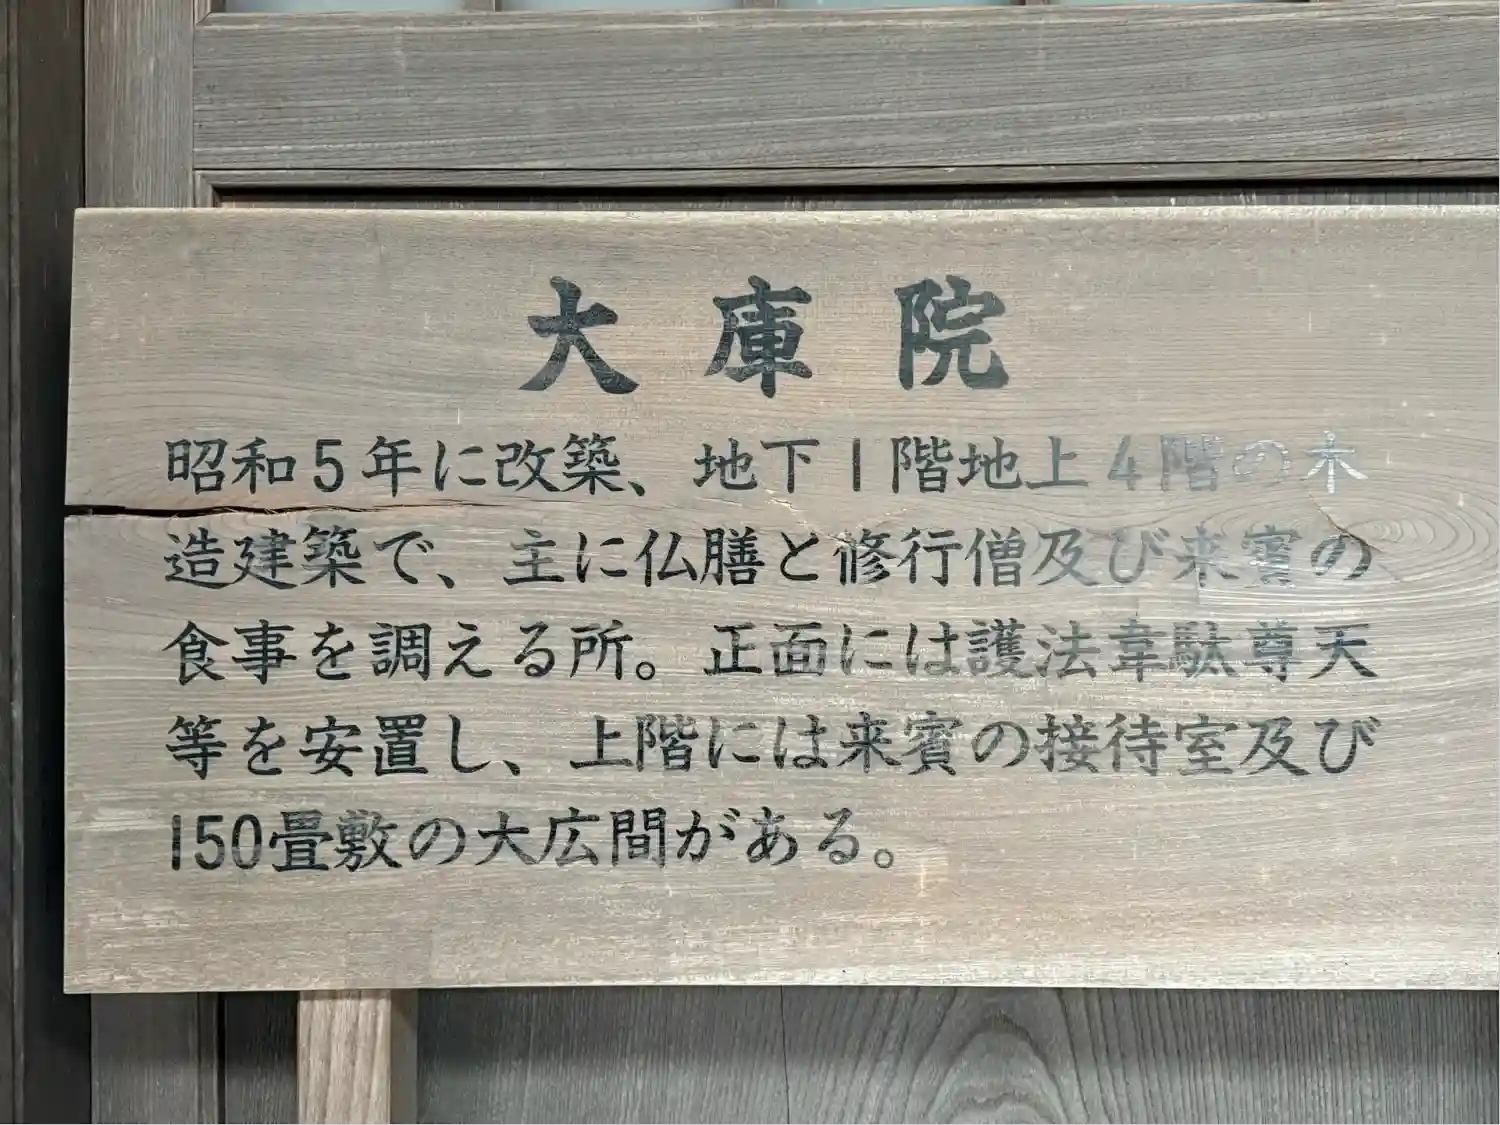 大庫院
昭和5年に改築、地下1階地上4階の木
造建築で、主に仏膳と修行僧及び来賓の
食事を調える所。正面には護法韋駄尊天
等を安置し、上階には来賓の接待室及び
150畳敷の大広間がある。